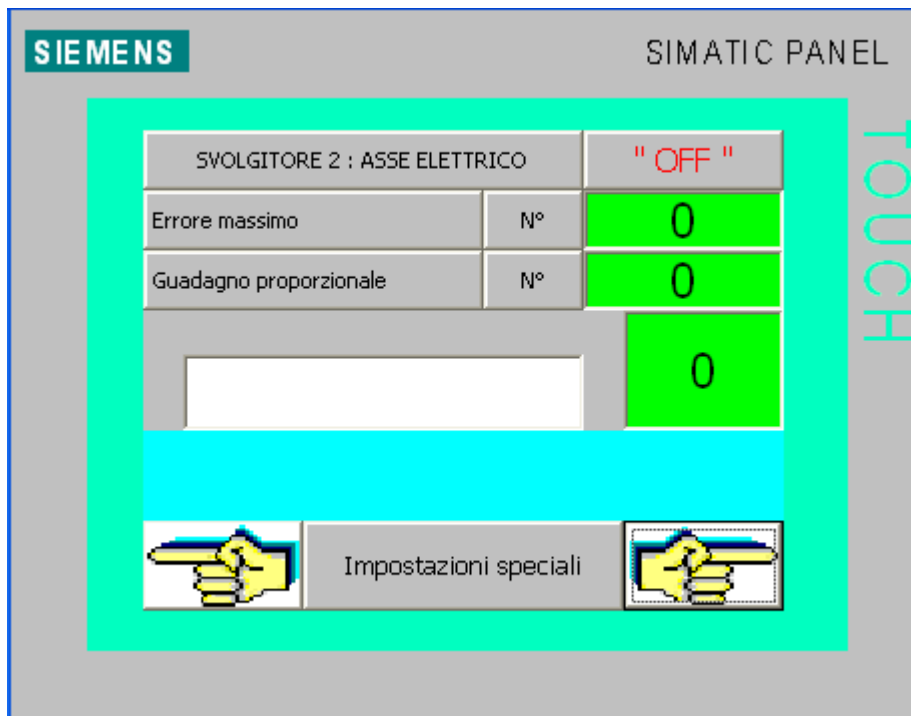 SIEMENS
SIMATIC PANEL
TOUCH
SVOLGITORE 2 : ASSE ELETTRICO " OFF "
Errore massimo N° 0
Guadagno proporzionale N° 0
0
Impostazioni speciali